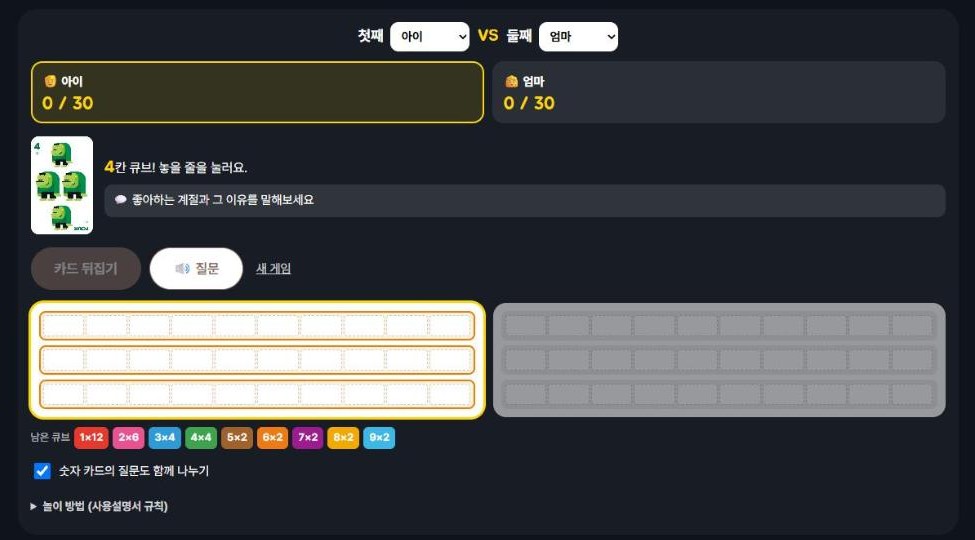 첫째 아이 VS 둘째 엄마
아이
0 / 30
엄마
0 / 30
4
4칸 큐브! 놓을 줄을 눌러요.
좋아하는 계절과 그 이유를 말해보세요
카드 뒤집기 질문 새 게임
남은 큐브 1×12 2×6 3×4 4×4 5×2 6×2 7×2 8×2 9×2
숫자 카드의 질문도 함께 나누기
▶ 놀이 방법 (사용설명서 규칙)